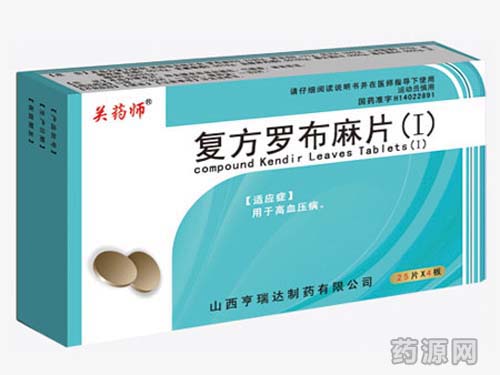 关药师®
请仔细阅读说明书并在医师指导下使用
运动员慎用
国药准字H14022891
复方罗布麻片(I)
compound Kendir Leaves Tablets(I)
【适应症】
用于高血压病。
25片X4板
山西亨瑞达制药有限公司
药源网